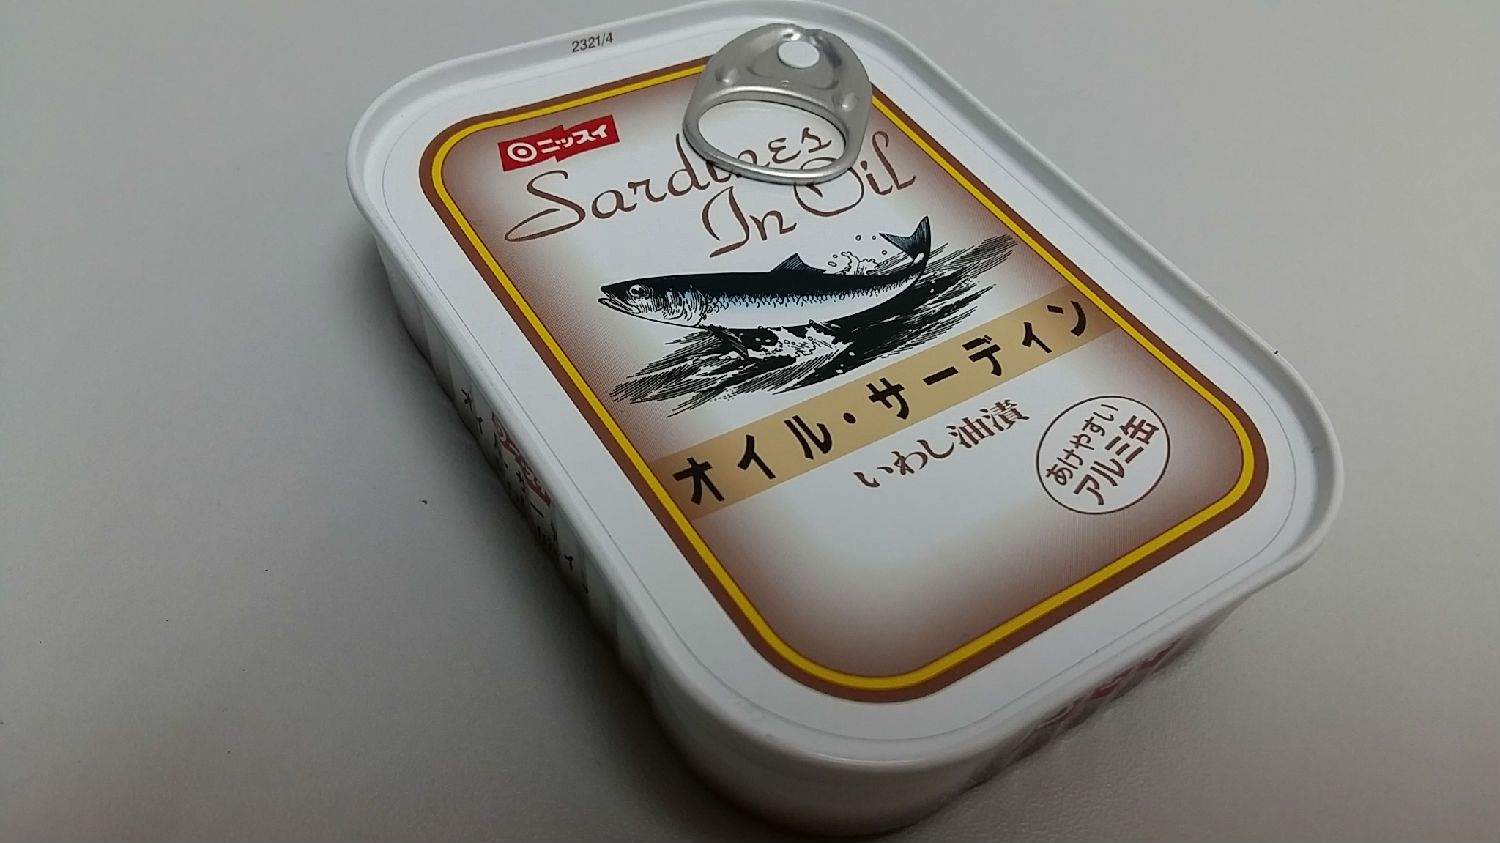 2321/4
ニッスイ
Sardines
In Oil
オイル・サーディン
いわし油漬
あけやすい
アルミ缶